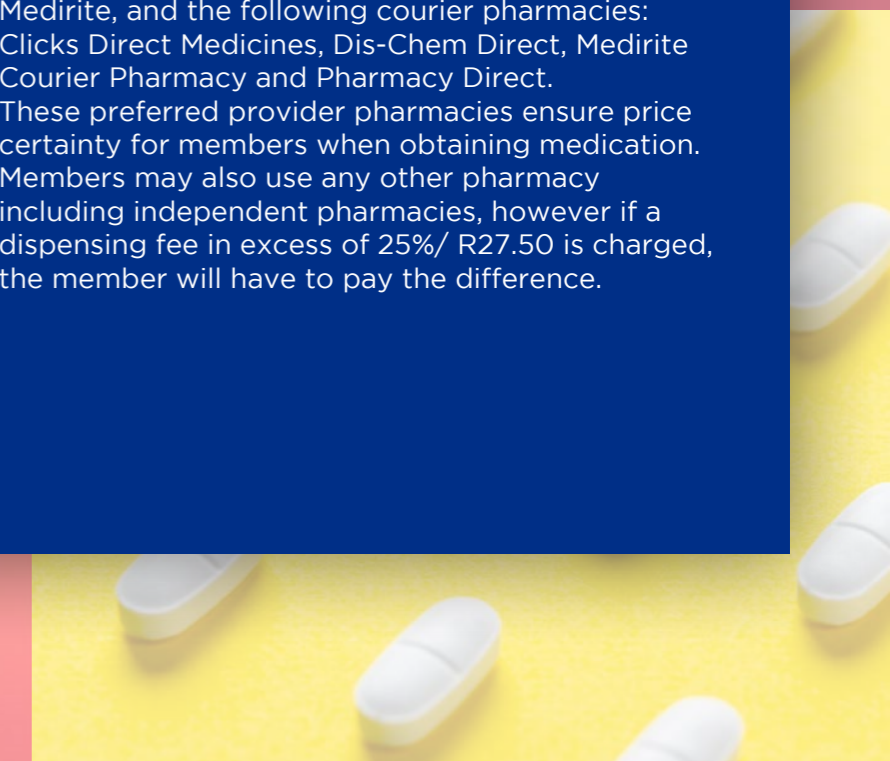 Medirite, and the following courier pharmacies:
Clicks Direct Medicines, Dis-Chem Direct, Medirite
Courier Pharmacy and Pharmacy Direct.
These preferred provider pharmacies ensure price
certainty for members when obtaining medication.
Members may also use any other pharmacy
including independent pharmacies, however if a
dispensing fee in excess of 25%/ R27.50 is charged,
the member will have to pay the difference.